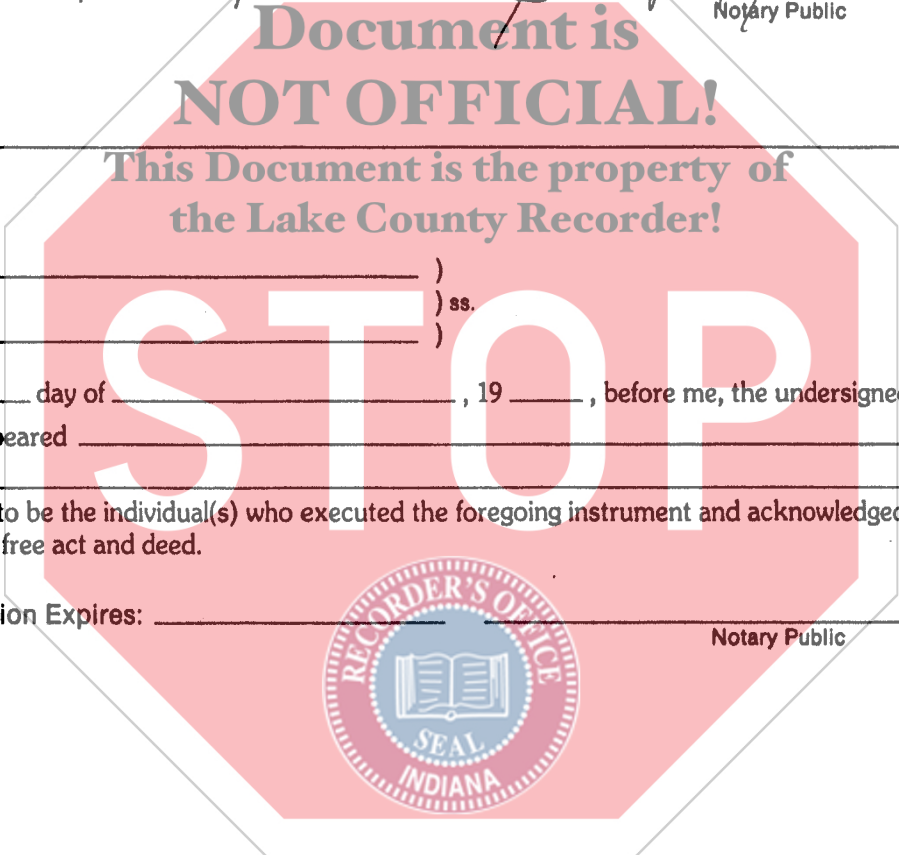 Notary Public
Document is
NOT OFFICIAL!
This Document is the property of
the Lake County Recorder!
)
) ss.
)
STOP
day of , 19 , before me, the undersigne
eared
to be the individual(s) who executed the foregoing instrument and acknowledged
free act and deed.
ion Expires:
Notary Public
RECORDER'S OFFICE
SEAL
INDIANA